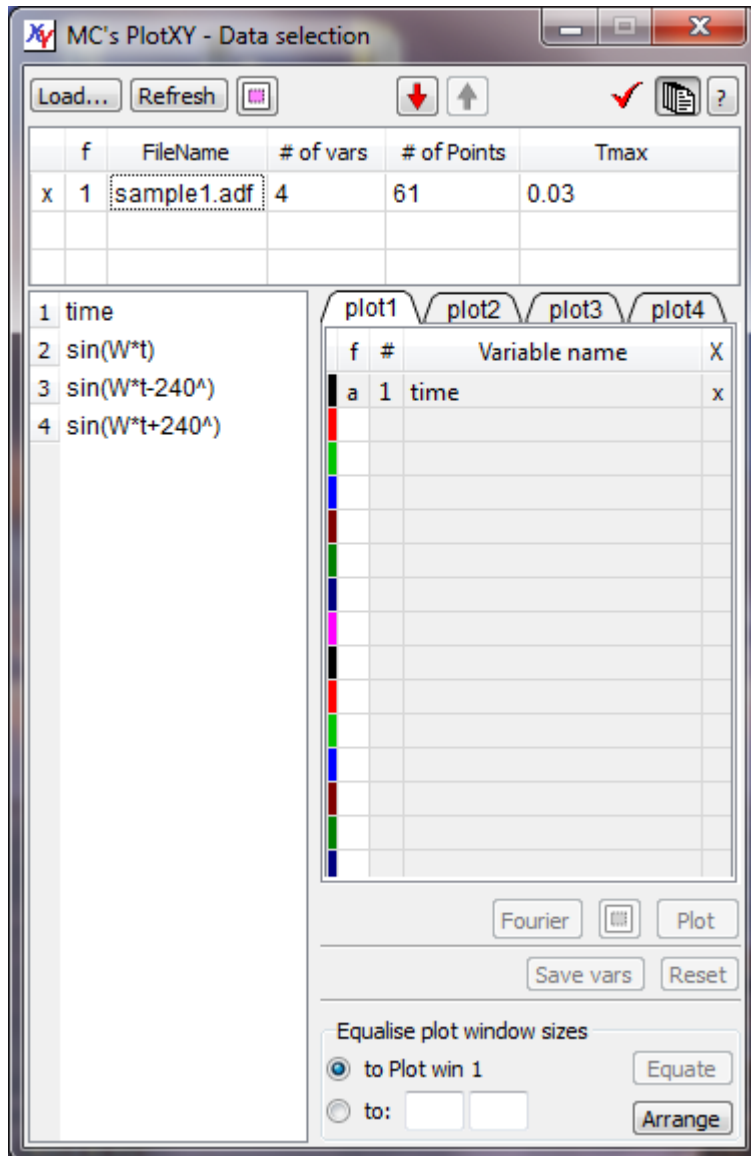 MC's PlotXY - Data selection
Load... Refresh ?
f FileName # of vars # of Points Tmax
x 1 sample1.adf 4 61 0.03
1 time
2 sin(W*t)
3 sin(W*t-240^)
4 sin(W*t+240^)
plot1 plot2 plot3 plot4
f # Variable name X
a 1 time x
Fourier Plot
Save vars Reset
Equalise plot window sizes
to Plot win 1 Equate
to: Arrange